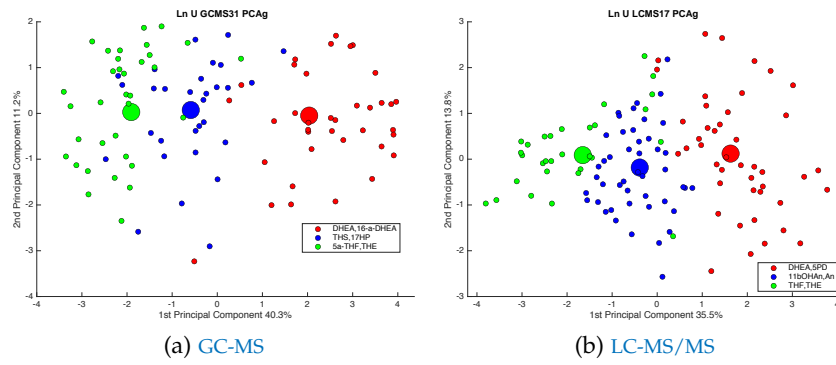 Ln U GCMS31 PCAg
2nd Principal Component 11.2%
2
1
0
-1
-2
-3
-4
-4
-3
-2
-1
0
1
2
3
4
1st Principal Component 40.3%
DHEA,16-a-DHEA
THS,17HP
5a-THF,THE
(a) GC-MS
Ln U LCMS17 PCAg
2nd Principal Component 13.8%
3
2
1
0
-1
-2
-3
-4
-3
-2
-1
0
1
2
3
4
1st Principal Component 35.5%
DHEA,5PD
11bOHAn,An
THF,THE
(b) LC-MS/MS